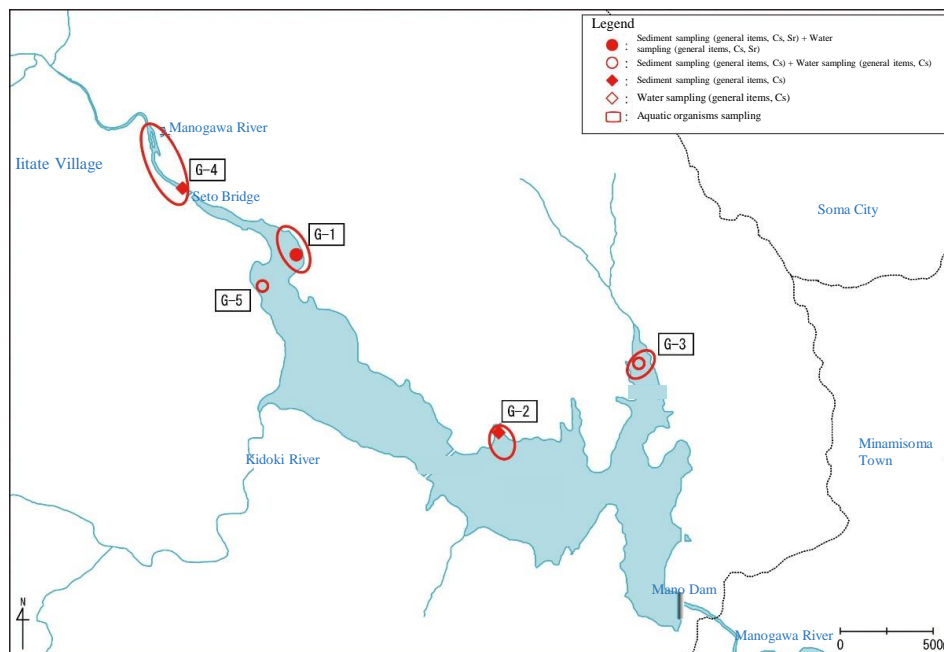 Legend
: Sediment sampling (general items, Cs, Sr) + Water
sampling (general items, Cs, Sr)
: Sediment sampling (general items, Cs) + Water sampling (general items, Cs)
: Sediment sampling (general items, Cs)
: Water sampling (general items, Cs)
: Aquatic organisms sampling
Manogawa River
Iitate Village
G-4
Seto Bridge
Soma City
G-1
G-5
G-3
G-2
Minamisoma
Town
Kidoki River
Mano Dam
N
Manogawa River
0 500